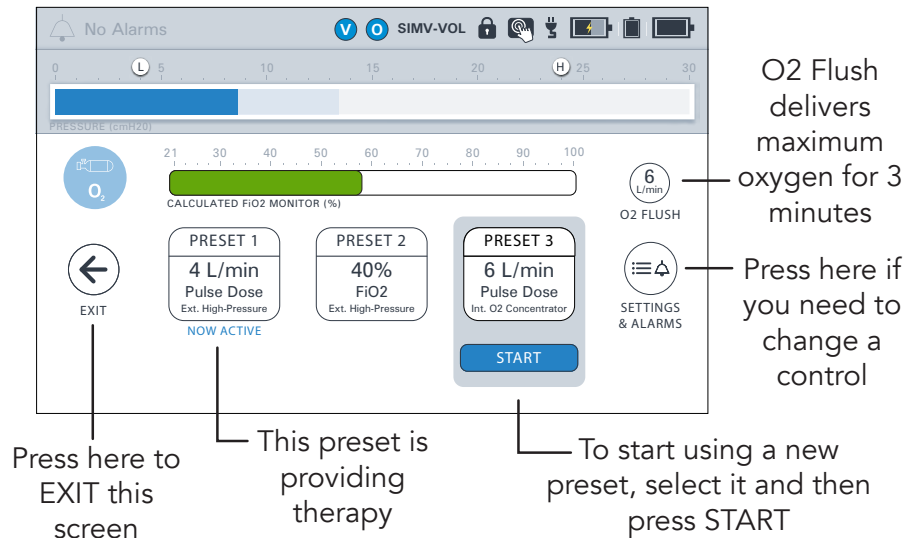 No Alarms
V O SIMV-VOL
0 L 5 10 15 20 H 25 30
PRESSURE (cmH20)
O2
21 30 40 50 60 70 80 90 100
CALCULATED FiO2 MONITOR (%)
6
L/min
O2 FLUSH
O2 Flush
delivers
maximum
oxygen for 3
minutes
EXIT
PRESET 1
4 L/min
Pulse Dose
Ext. High-Pressure
NOW ACTIVE
PRESET 2
40%
FiO2
Ext. High-Pressure
PRESET 3
6 L/min
Pulse Dose
Int. O2 Concentrator
START
SETTINGS
& ALARMS
Press here if
you need to
change a
control
Press here to
EXIT this
screen
This preset is
providing
therapy
To start using a new
preset, select it and then
press START